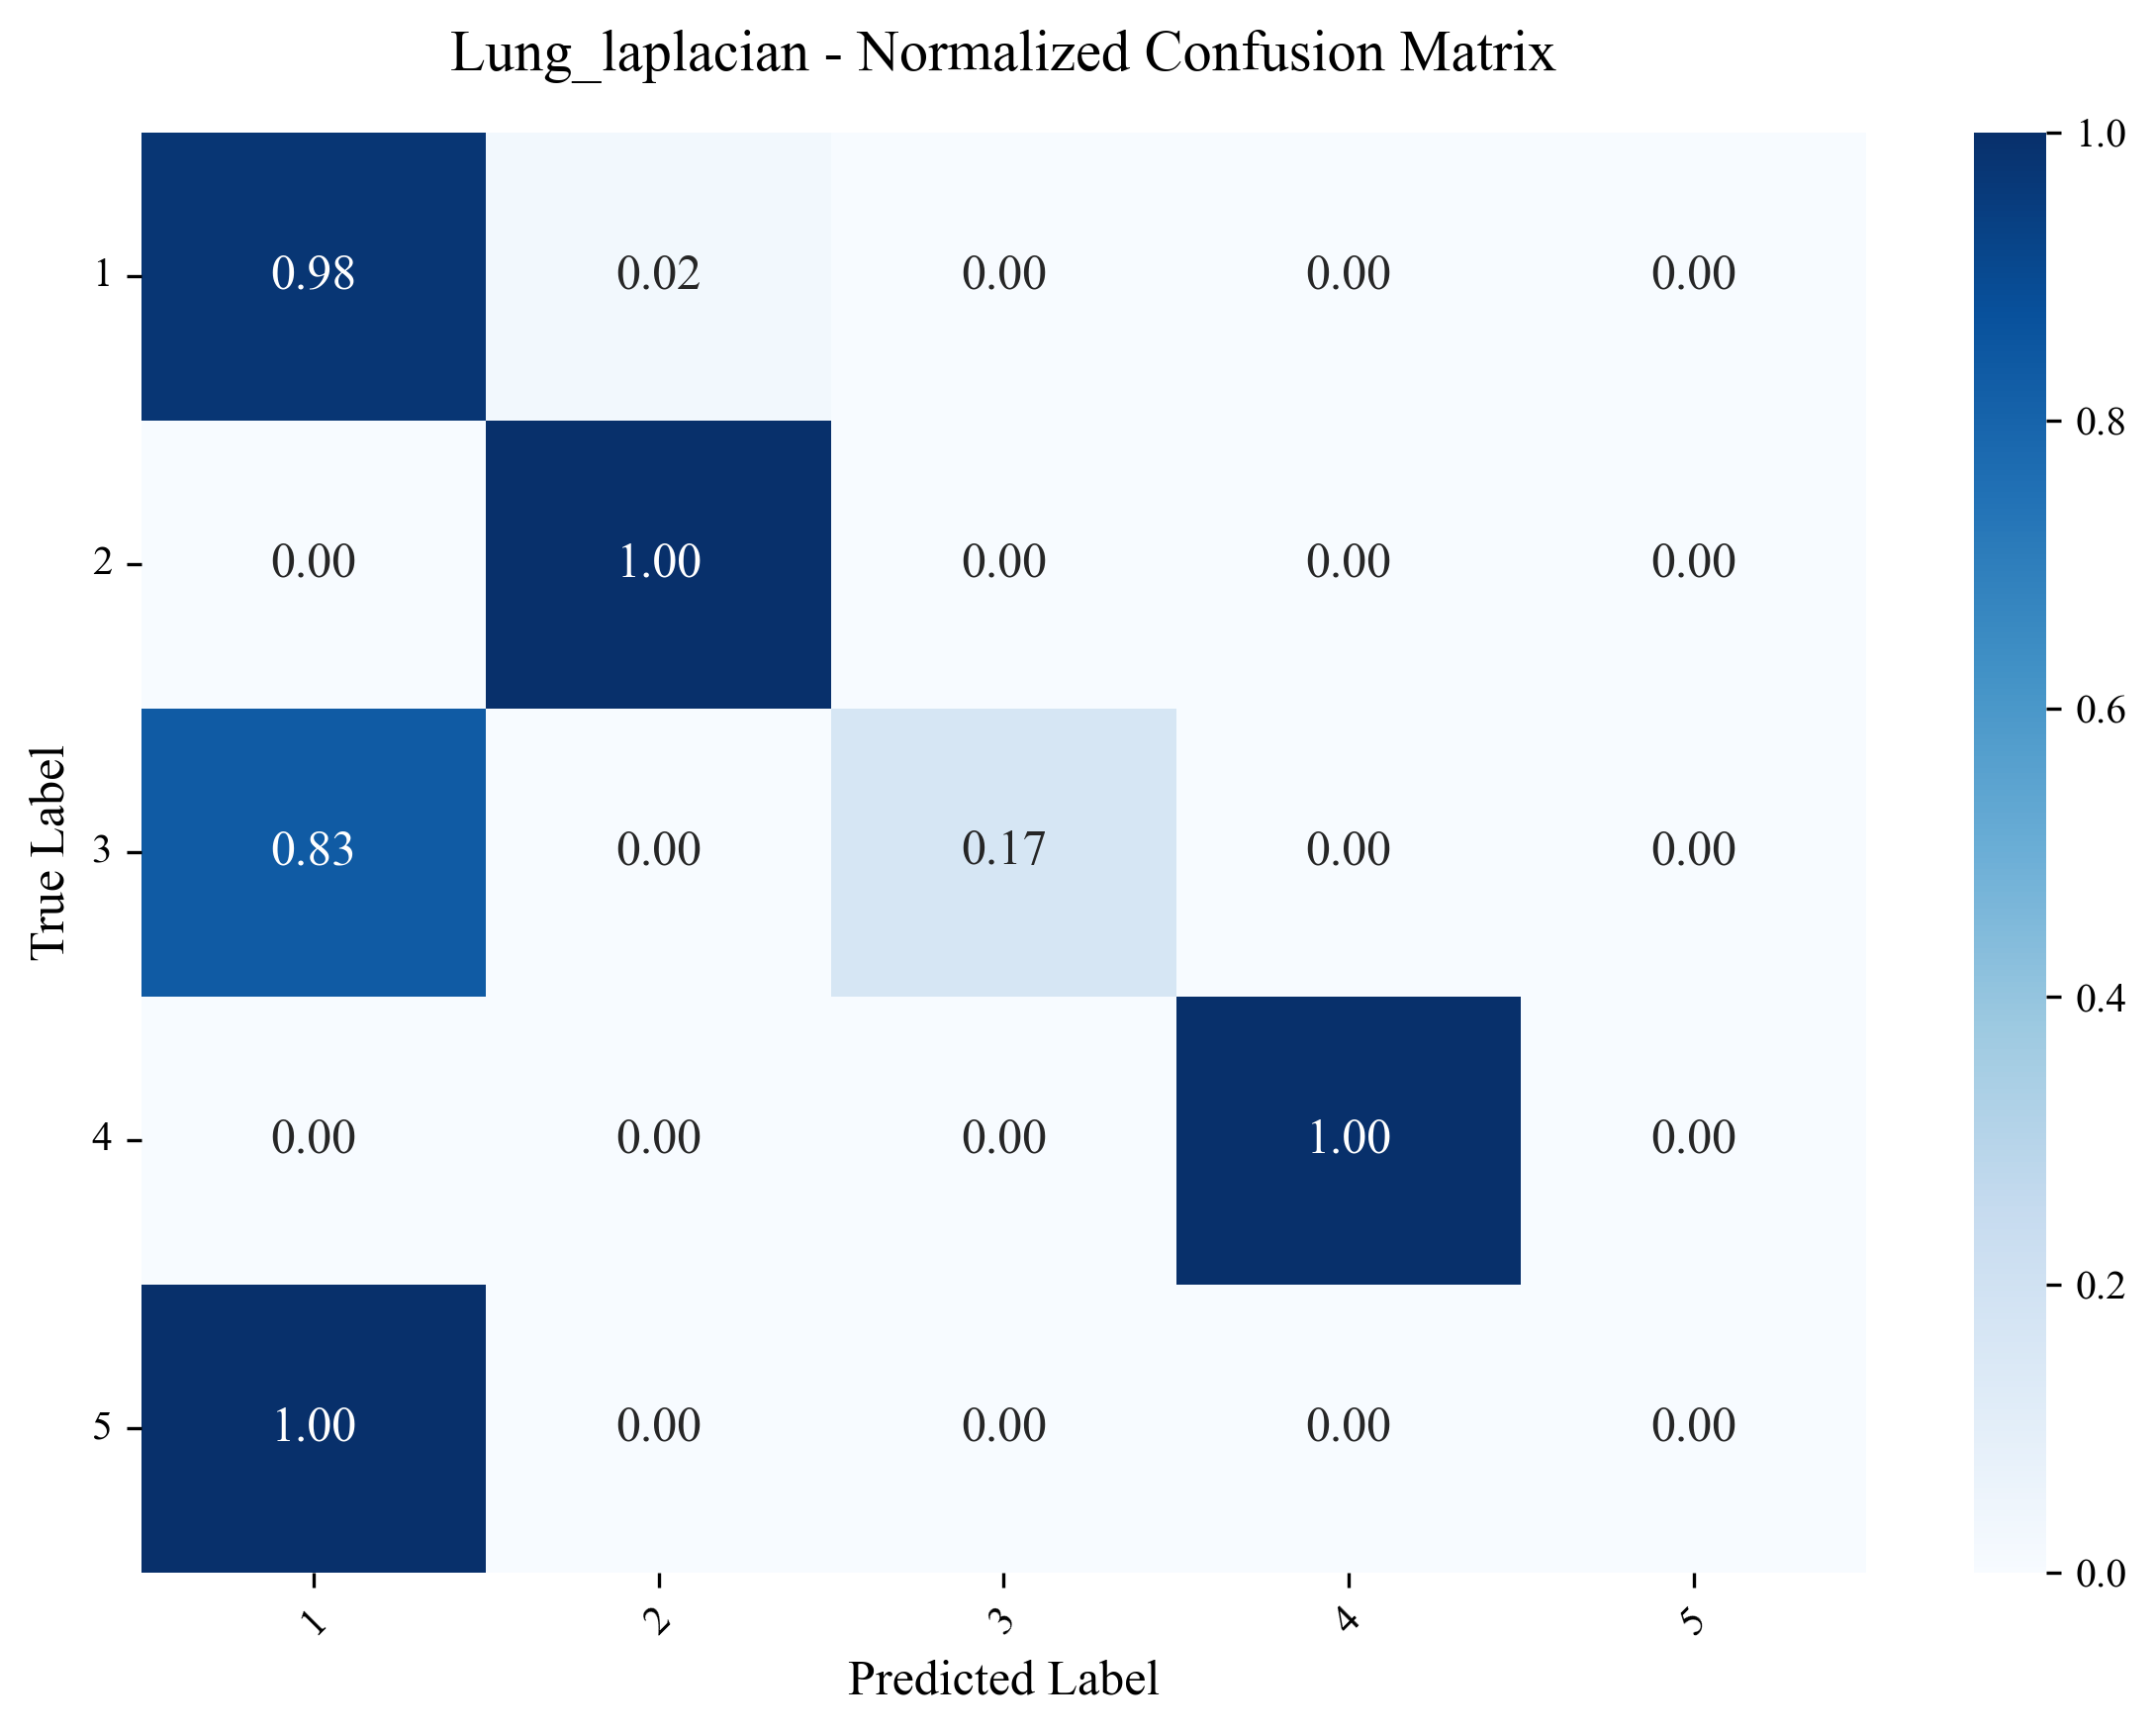 Lung_laplacian - Normalized Confusion Matrix
True Label
1 0.98 0.02 0.00 0.00 0.00
2 0.00 1.00 0.00 0.00 0.00
3 0.83 0.00 0.17 0.00 0.00
4 0.00 0.00 0.00 1.00 0.00
5 1.00 0.00 0.00 0.00 0.00
1 2 3 4 5
Predicted Label
1.0
0.8
0.6
0.4
0.2
0.0